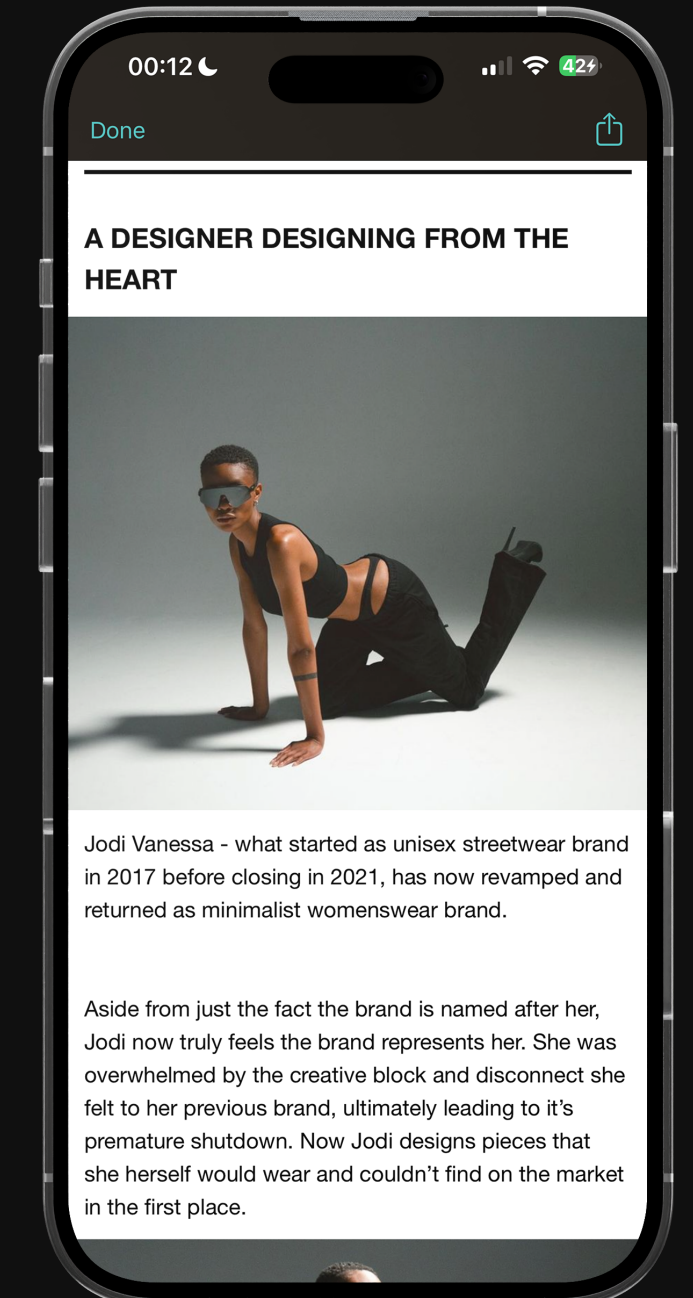 00:12
42
Done
A DESIGNER DESIGNING FROM THE
HEART
Jodi Vanessa - what started as unisex streetwear brand
in 2017 before closing in 2021, has now revamped and
returned as minimalist womenswear brand.
Aside from just the fact the brand is named after her,
Jodi now truly feels the brand represents her. She was
overwhelmed by the creative block and disconnect she
felt to her previous brand, ultimately leading to it’s
premature shutdown. Now Jodi designs pieces that
she herself would wear and couldn’t find on the market
in the first place.